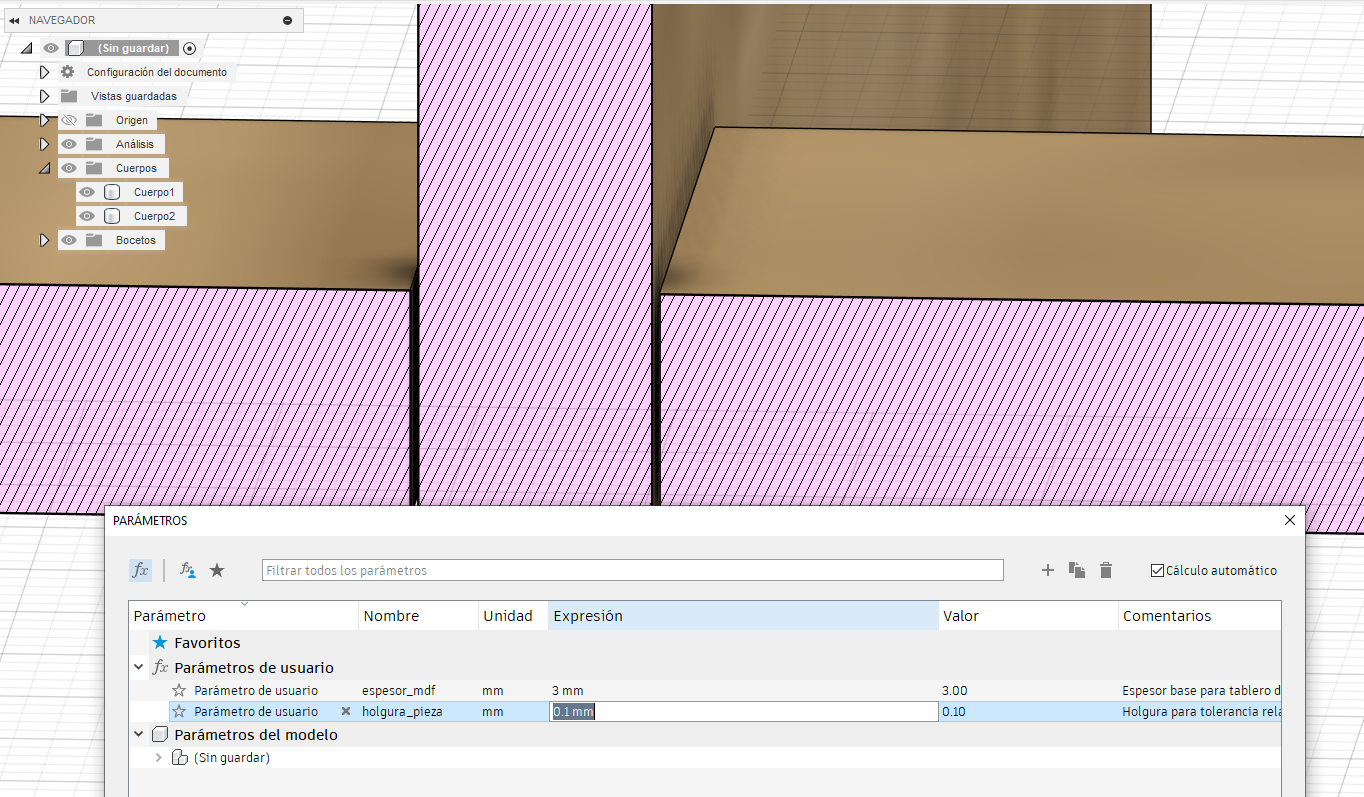 NAVEGADOR
(Sin guardar)
Configuración del documento
Vistas guardadas
Origen
Análisis
Cuerpos
Cuerpo1
Cuerpo2
Bocetos
PARÁMETROS
fx
Filtrar todos los parámetros
Cálculo automático
Parámetro Nombre Unidad Expresión Valor Comentarios
Favoritos
fx Parámetros de usuario
Parámetro de usuario espesor_mdf mm 3 mm 3.00 Espesor base para tablero d
Parámetro de usuario holgura_pieza mm 0.1 mm 0.10 Holgura para tolerancia rela
Parámetros del modelo
(Sin guardar)